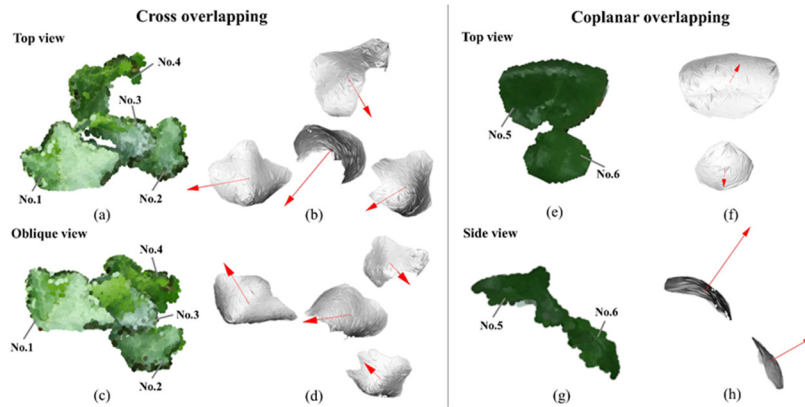 Cross overlapping
Top view
No.4
No.3
No.1
No.2
(a)
(b)
Oblique view
No.4
No.3
No.1
No.2
(c)
(d)
Coplanar overlapping
Top view
No.5
No.6
(e)
(f)
Side view
No.5
No.6
(g)
(h)